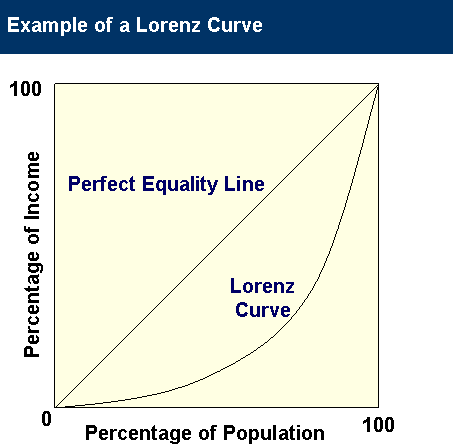 Example of a Lorenz Curve
100
Perfect Equality Line
Percentage of Income
Lorenz
Curve
0
100
Percentage of Population